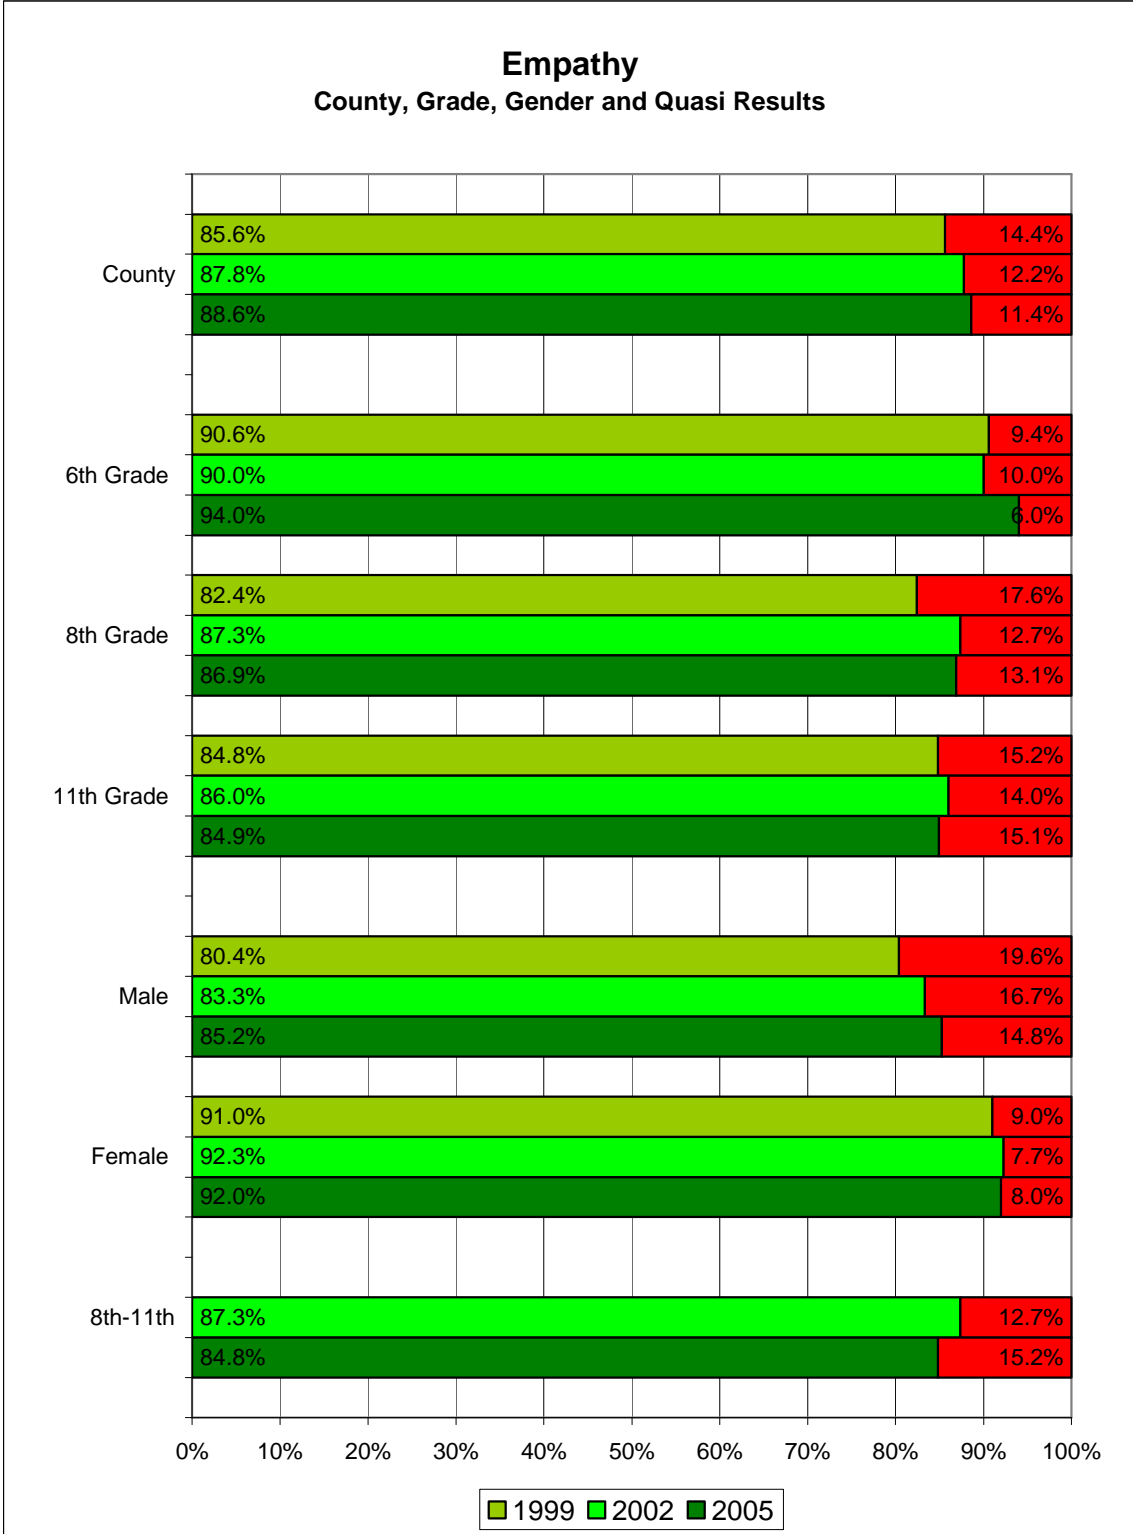 Empathy
County, Grade, Gender and Quasi Results
85.6% 14.4%
County 87.8% 12.2%
88.6% 11.4%
90.6% 9.4%
6th Grade 90.0% 10.0%
94.0% 6.0%
82.4% 17.6%
8th Grade 87.3% 12.7%
86.9% 13.1%
84.8% 15.2%
11th Grade 86.0% 14.0%
84.9% 15.1%
80.4% 19.6%
Male 83.3% 16.7%
85.2% 14.8%
91.0% 9.0%
Female 92.3% 7.7%
92.0% 8.0%
8th-11th 87.3% 12.7%
84.8% 15.2%
0% 10% 20% 30% 40% 50% 60% 70% 80% 90% 100%
1999 2002 2005